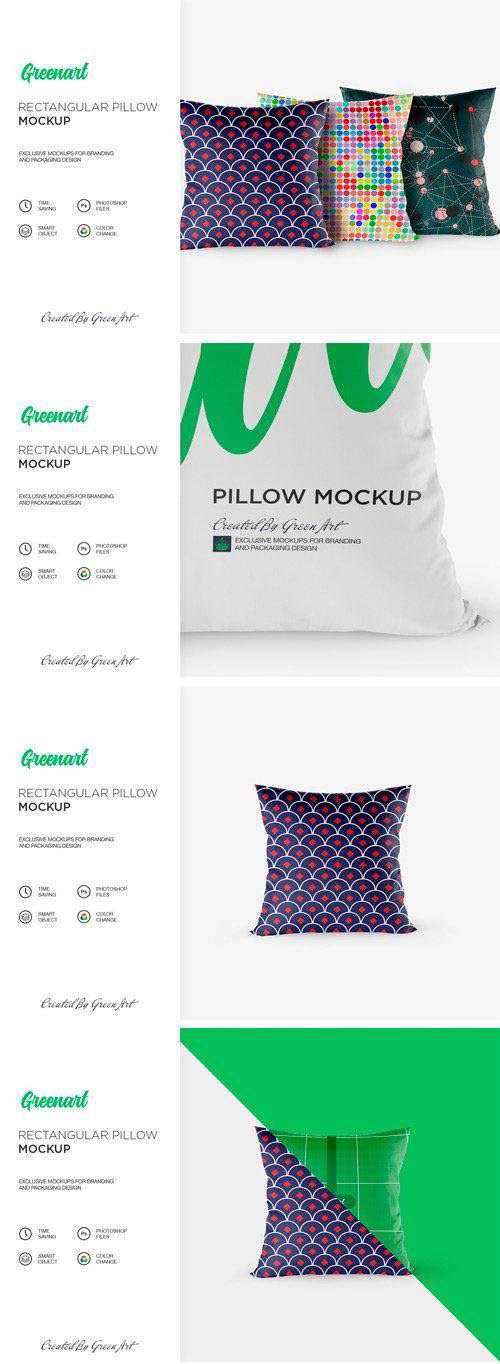 Greenart
RECTANGULAR PILLOW
MOCKUP
EXCLUSIVE MOCKUPS FOR BRANDING
AND PACKAGING DESIGN
TIME
SAVING
Ps
PHOTOSHOP
FILES
SMART
OBJECT
COLOR
CHANGE
Created By Green Art
Greenart
RECTANGULAR PILLOW
MOCKUP
EXCLUSIVE MOCKUPS FOR BRANDING
AND PACKAGING DESIGN
TIME
SAVING
Ps
PHOTOSHOP
FILES
SMART
OBJECT
COLOR
CHANGE
Created By Green Art
PILLOW MOCKUP
Created By Green Art
EXCLUSIVE MOCKUPS FOR BRANDING
AND PACKAGING DESIGN
Greenart
RECTANGULAR PILLOW
MOCKUP
EXCLUSIVE MOCKUPS FOR BRANDING
AND PACKAGING DESIGN
TIME
SAVING
Ps
PHOTOSHOP
FILES
SMART
OBJECT
COLOR
CHANGE
Created By Green Art
Greenart
RECTANGULAR PILLOW
MOCKUP
EXCLUSIVE MOCKUPS FOR BRANDING
AND PACKAGING DESIGN
TIME
SAVING
Ps
PHOTOSHOP
FILES
SMART
OBJECT
COLOR
CHANGE
Created By Green Art